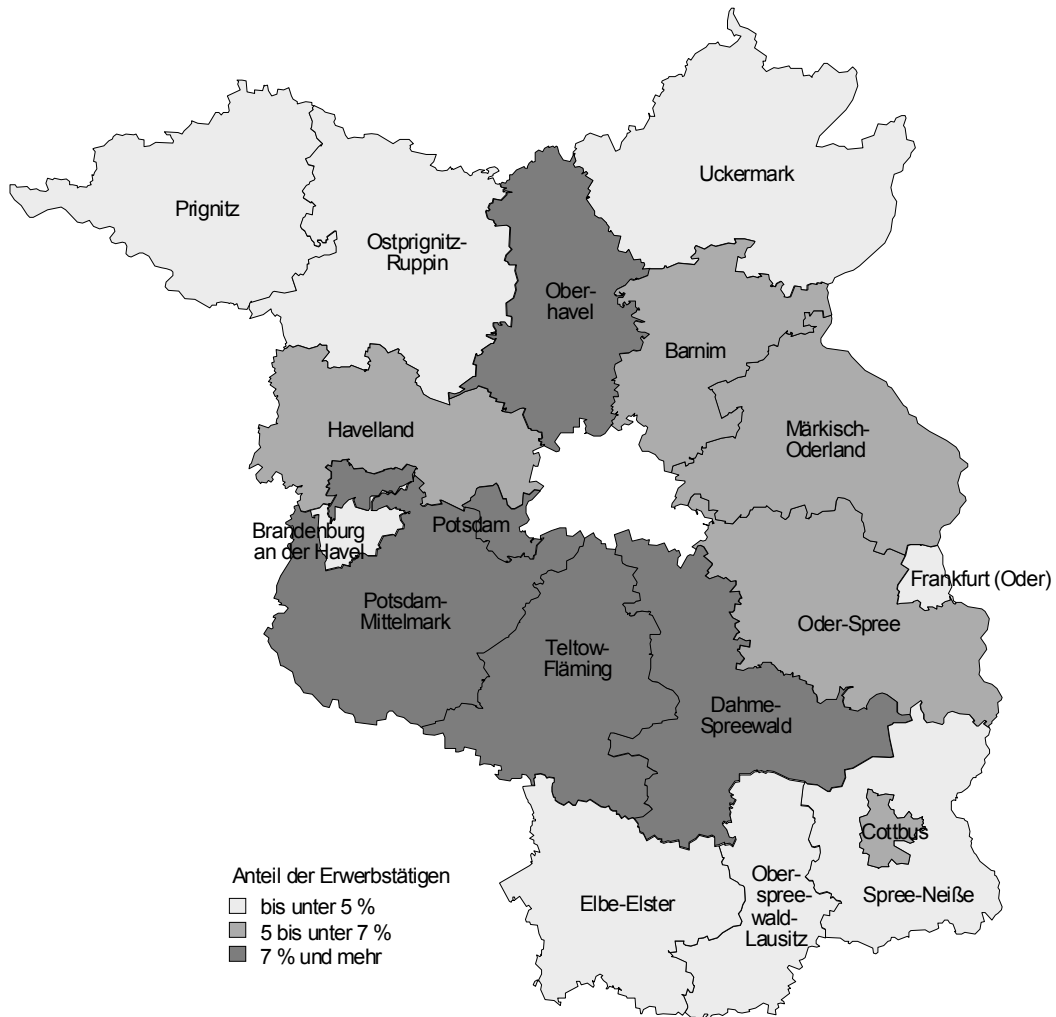 Uckermark
Prignitz
Ostprignitz-
Ruppin
Ober-
havel
Barnim
Havelland
Märkisch-
Oderland
Brandenburg
an der Havel
Potsdam
Frankfurt (Oder)
Potsdam-
Mittelmark
Oder-Spree
Teltow-
Fläming
Dahme-
Spreewald
Cottbus
Anteil der Erwerbstätigen
bis unter 5 %
5 bis unter 7 %
7 % und mehr
Elbe-Elster
Ober-
spree-
wald-
Lausitz
Spree-Neiße